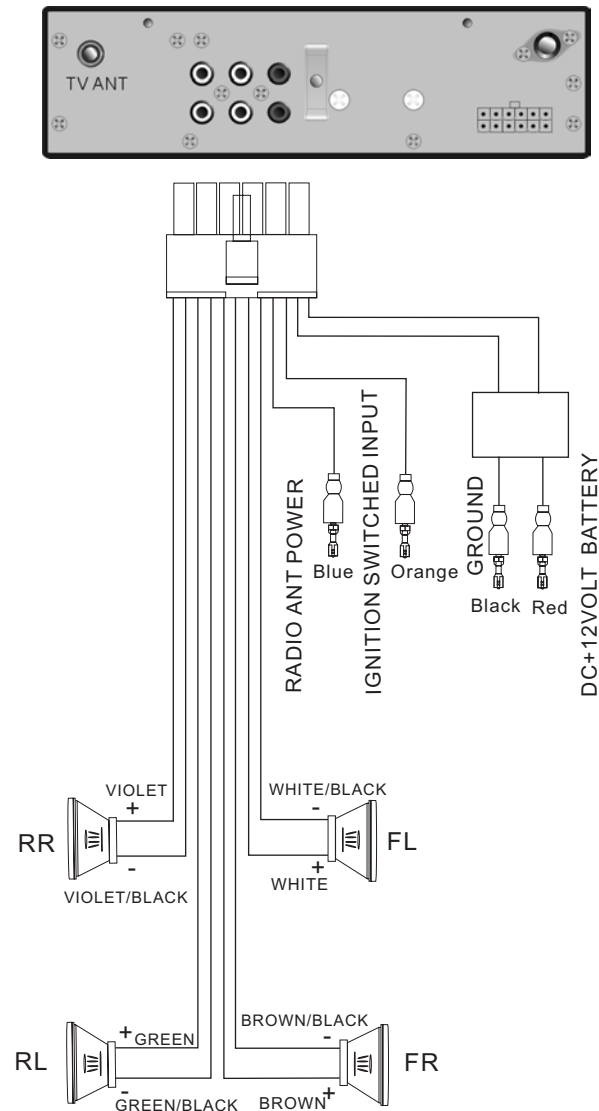 TV ANT
RADIO ANT POWER
Blue
IGNITION SWITCHED INPUT
Orange
GROUND
Black
Red
DC+12VOLT BATTERY
VIOLET
+
RR
-
VIOLET/BLACK
WHITE/BLACK
-
FL
+
WHITE
+
GREEN
RL
-
GREEN/BLACK
BROWN/BLACK
-
FR
BROWN
+